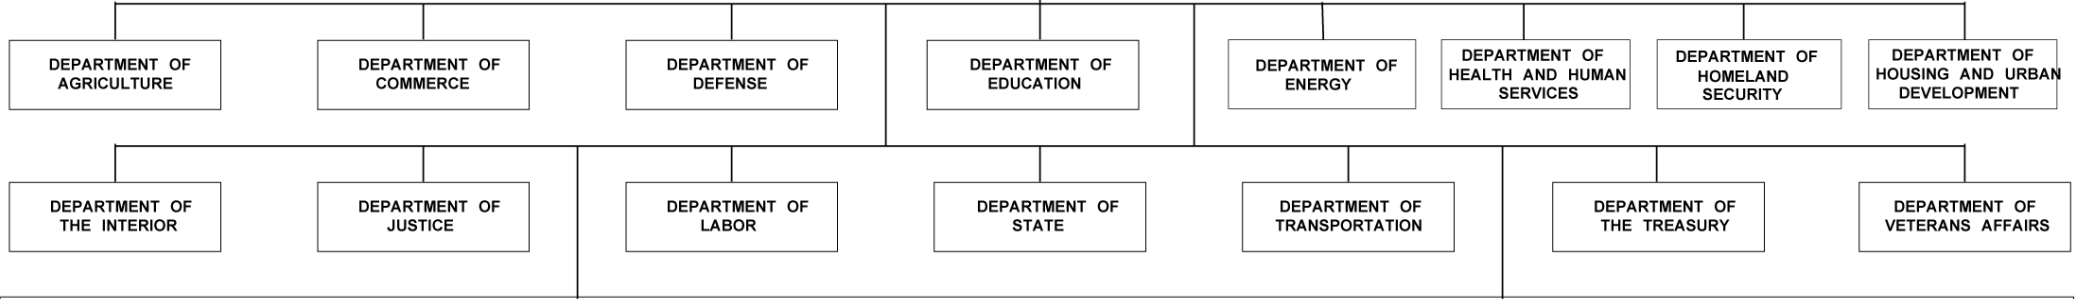 DEPARTMENT OF
AGRICULTURE
DEPARTMENT OF
COMMERCE
DEPARTMENT OF
DEFENSE
DEPARTMENT OF
EDUCATION
DEPARTMENT OF
ENERGY
DEPARTMENT OF
HEALTH AND HUMAN
SERVICES
DEPARTMENT OF
HOMELAND
SECURITY
DEPARTMENT OF
HOUSING AND URBAN
DEVELOPMENT
DEPARTMENT OF
THE INTERIOR
DEPARTMENT OF
JUSTICE
DEPARTMENT OF
LABOR
DEPARTMENT OF
STATE
DEPARTMENT OF
TRANSPORTATION
DEPARTMENT OF
THE TREASURY
DEPARTMENT OF
VETERANS AFFAIRS